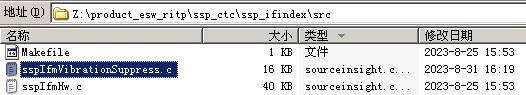 地址(D) Z:\product_esw_ritp\ssp_ctc\ssp_ifindex\src
名称 大小 类型 修改日期
Makefile 1 KB 文件 2023-8-25 15:53
sspIfmVibrationSuppress.c 16 KB sourceinsight.c... 2023-8-31 16:19
sspIfmHw.c 40 KB sourceinsight.c... 2023-8-25 15:53